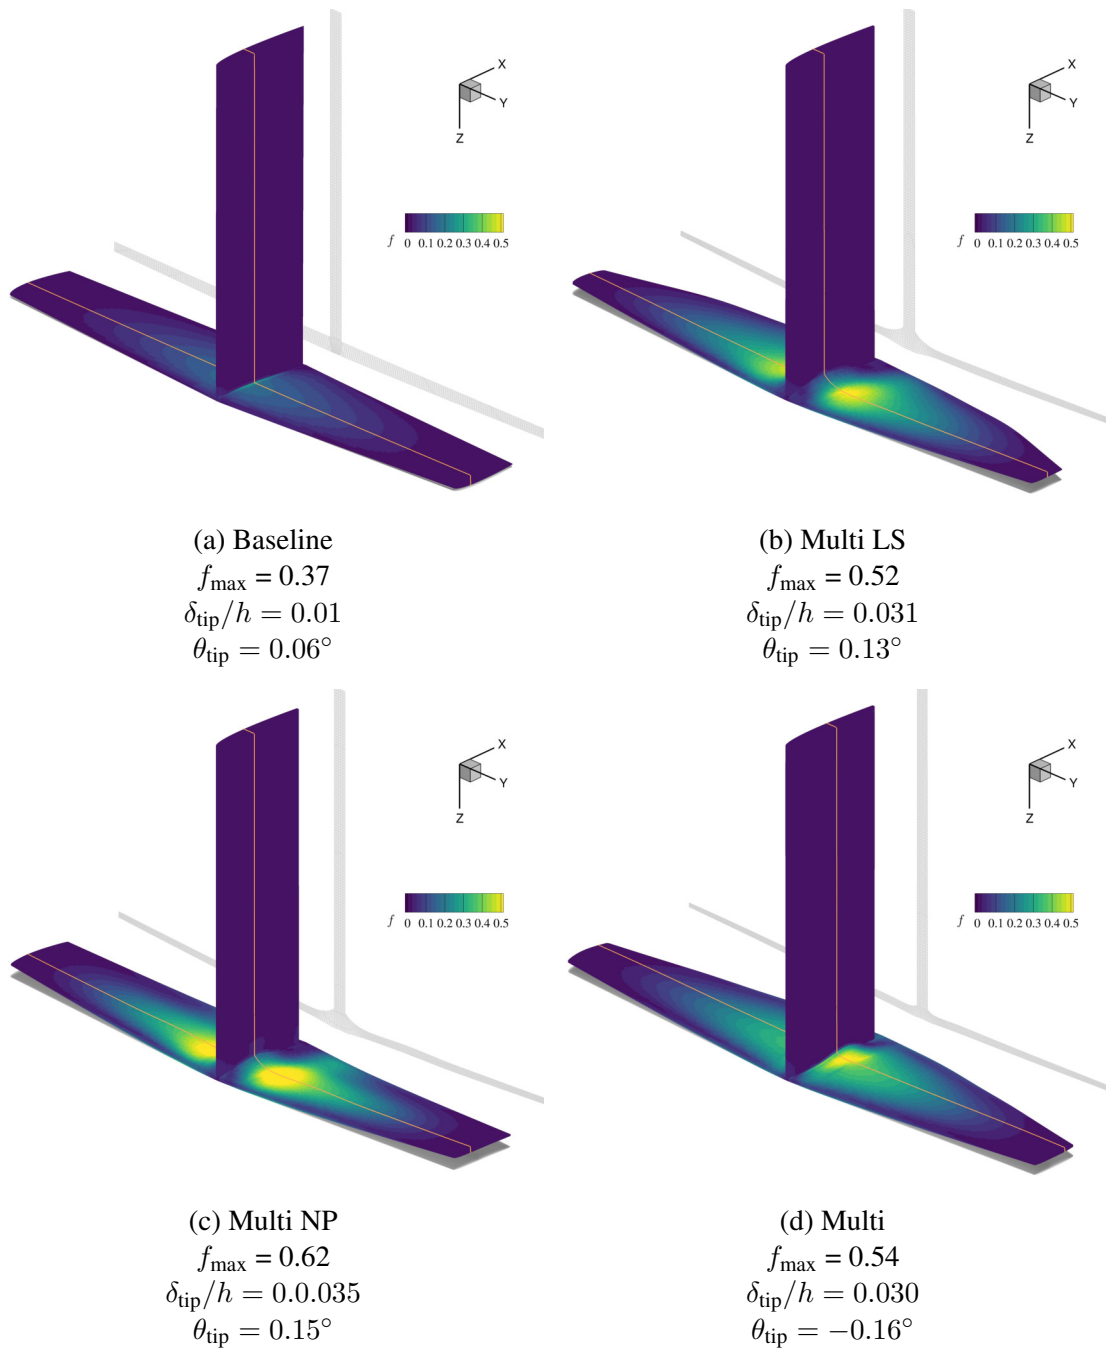 X
Y
Z
f 0 0.1 0.2 0.3 0.4 0.5
X
Y
Z
f 0 0.1 0.2 0.3 0.4 0.5
(a) Baseline
f_max = 0.37
δ_tip/h = 0.01
θ_tip = 0.06°
(b) Multi LS
f_max = 0.52
δ_tip/h = 0.031
θ_tip = 0.13°
X
Y
Z
f 0 0.1 0.2 0.3 0.4 0.5
X
Y
Z
f 0 0.1 0.2 0.3 0.4 0.5
(c) Multi NP
f_max = 0.62
δ_tip/h = 0.0.035
θ_tip = 0.15°
(d) Multi
f_max = 0.54
δ_tip/h = 0.030
θ_tip = −0.16°